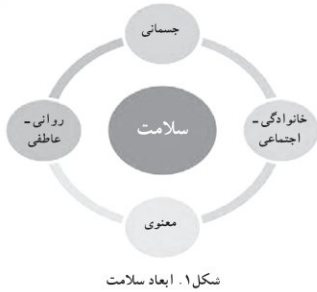 جسمانی
خانوادگی-
اجتماعی
سلامت
روانی-
عاطفی
معنوی
شکل۱. ابعاد سلامت